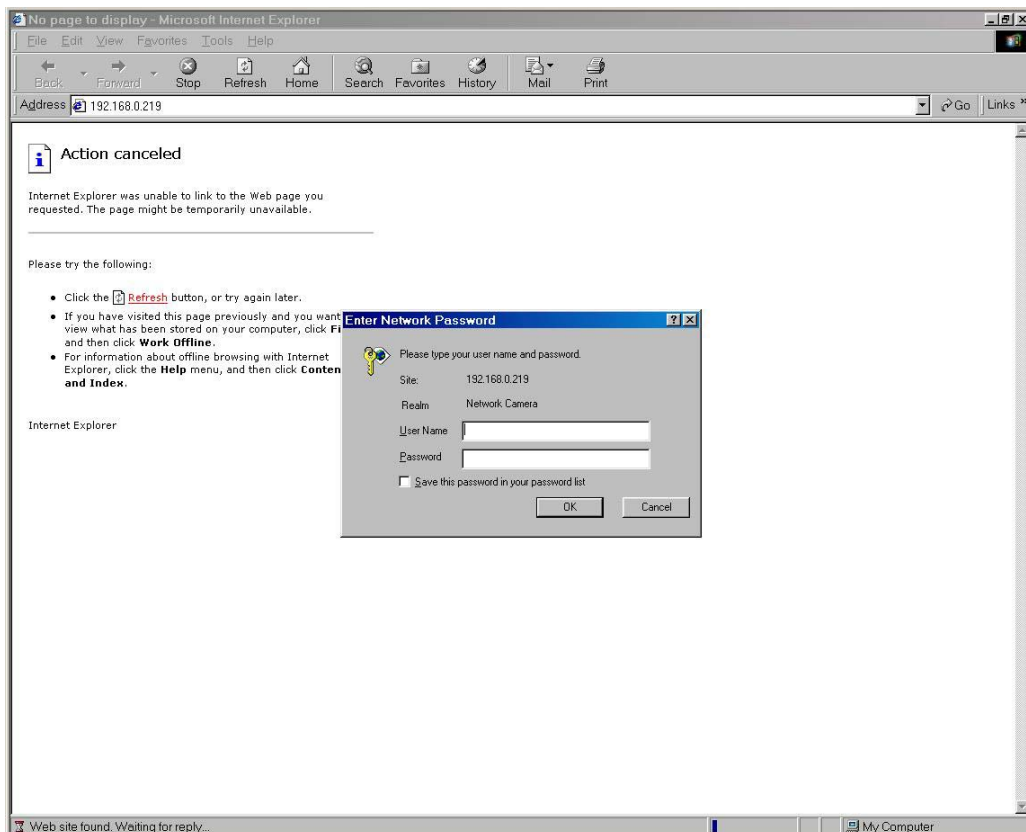 No page to display - Microsoft Internet Explorer
File Edit View Favorites Tools Help
Back Forward Stop Refresh Home Search Favorites History Mail Print
Address 192.168.0.219 Go Links »
Action canceled
Internet Explorer was unable to link to the Web page you
requested. The page might be temporarily unavailable.
Please try the following:
• Click the Refresh button, or try again later.
• If you have visited this page previously and you want
view what has been stored on your computer, click Fi
and then click Work Offline.
• For information about offline browsing with Internet
Explorer, click the Help menu, and then click Conten
and Index.
Internet Explorer
Enter Network Password
Please type your user name and password.
Site: 192.168.0.219
Realm Network Camera
User Name
Password
Save this password in your password list
OK Cancel
Web site found. Waiting for reply... My Computer